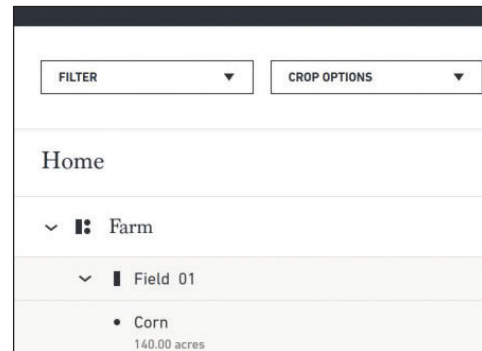 FILTER
CROP OPTIONS
Home
Farm
Field 01
Corn
140.00 acres